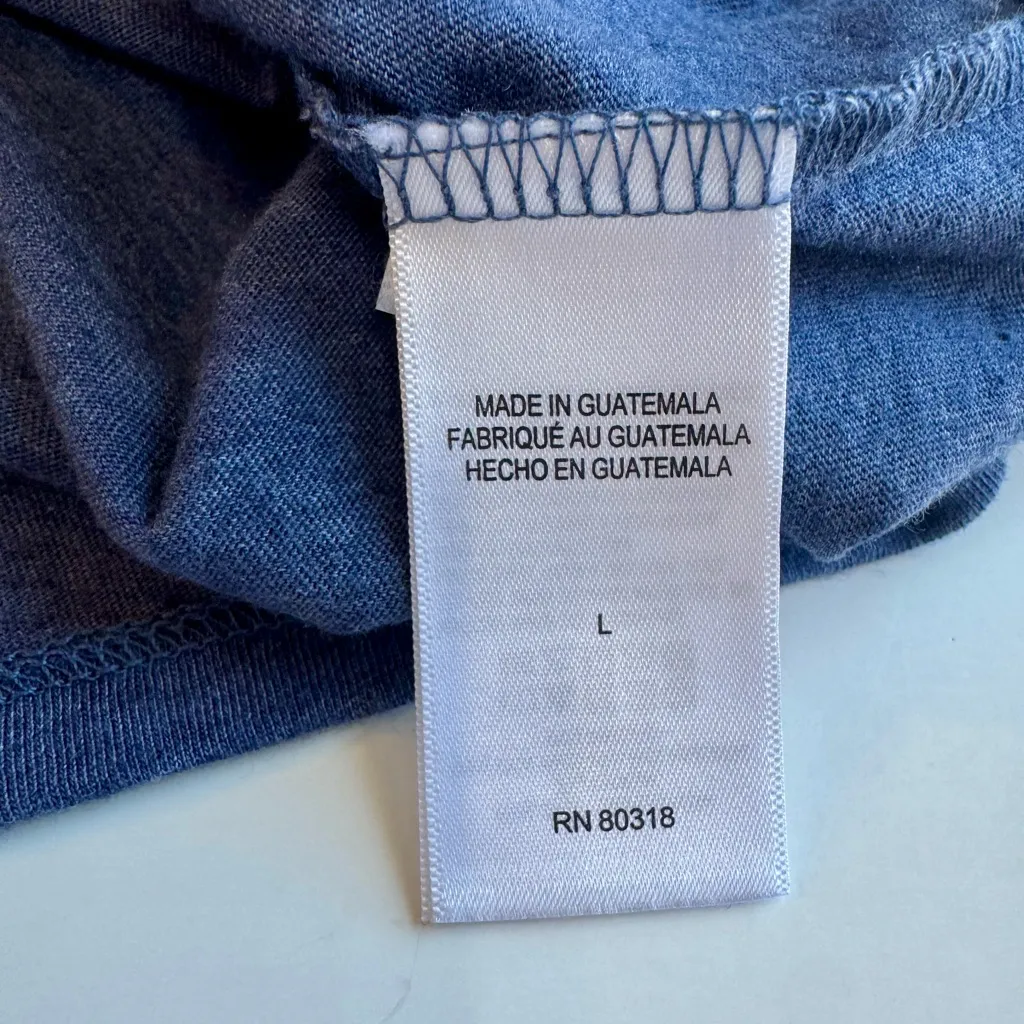 MADE IN GUATEMALA
FABRIQUÉ AU GUATEMALA
HECHO EN GUATEMALA
L
RN 80318